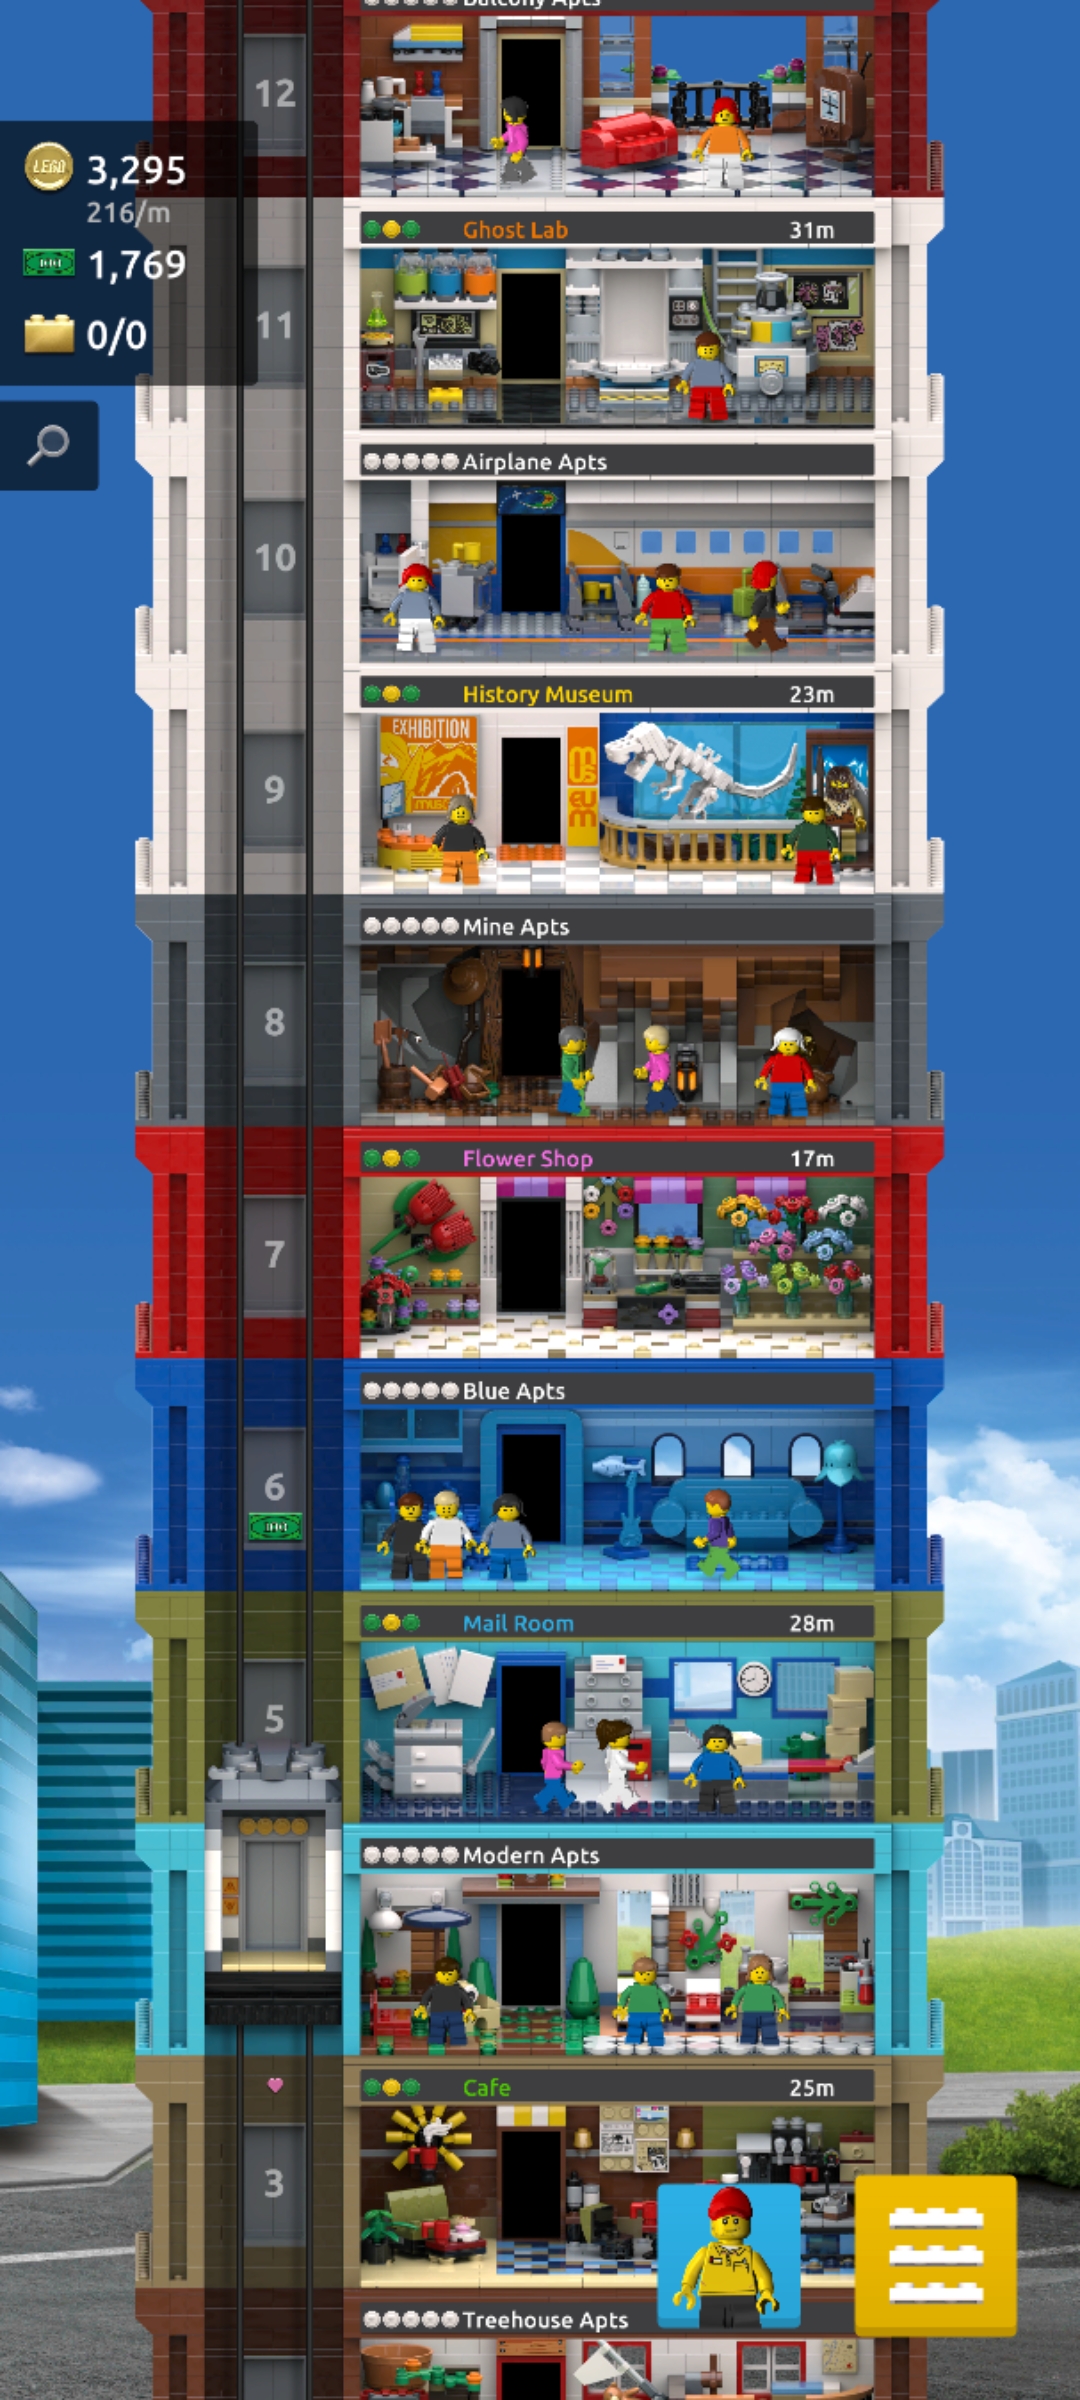 Balcony Apts
12
LEGO 3,295
216/m
1,769
0/0
Ghost Lab 31m
11
Airplane Apts
10
History Museum 23m
EXHIBITION
MUSEUM
9
Mine Apts
8
Flower Shop 17m
7
Blue Apts
6
Mail Room 28m
5
Modern Apts
Cafe 25m
3
Treehouse Apts